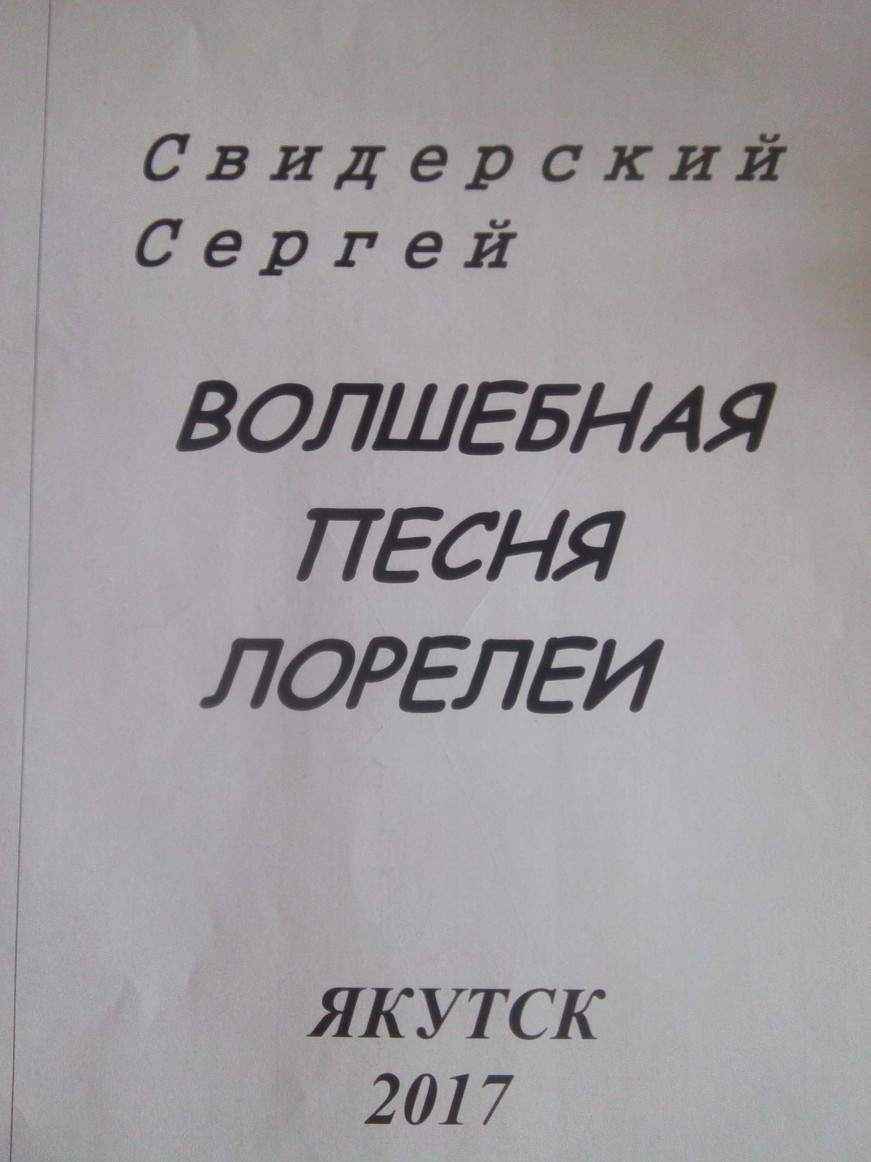 Свидерский
Сергей
ВОЛШЕБНАЯ
ПЕСНЯ
ЛОРЕЛЕИ
ЯКУТСК
2017